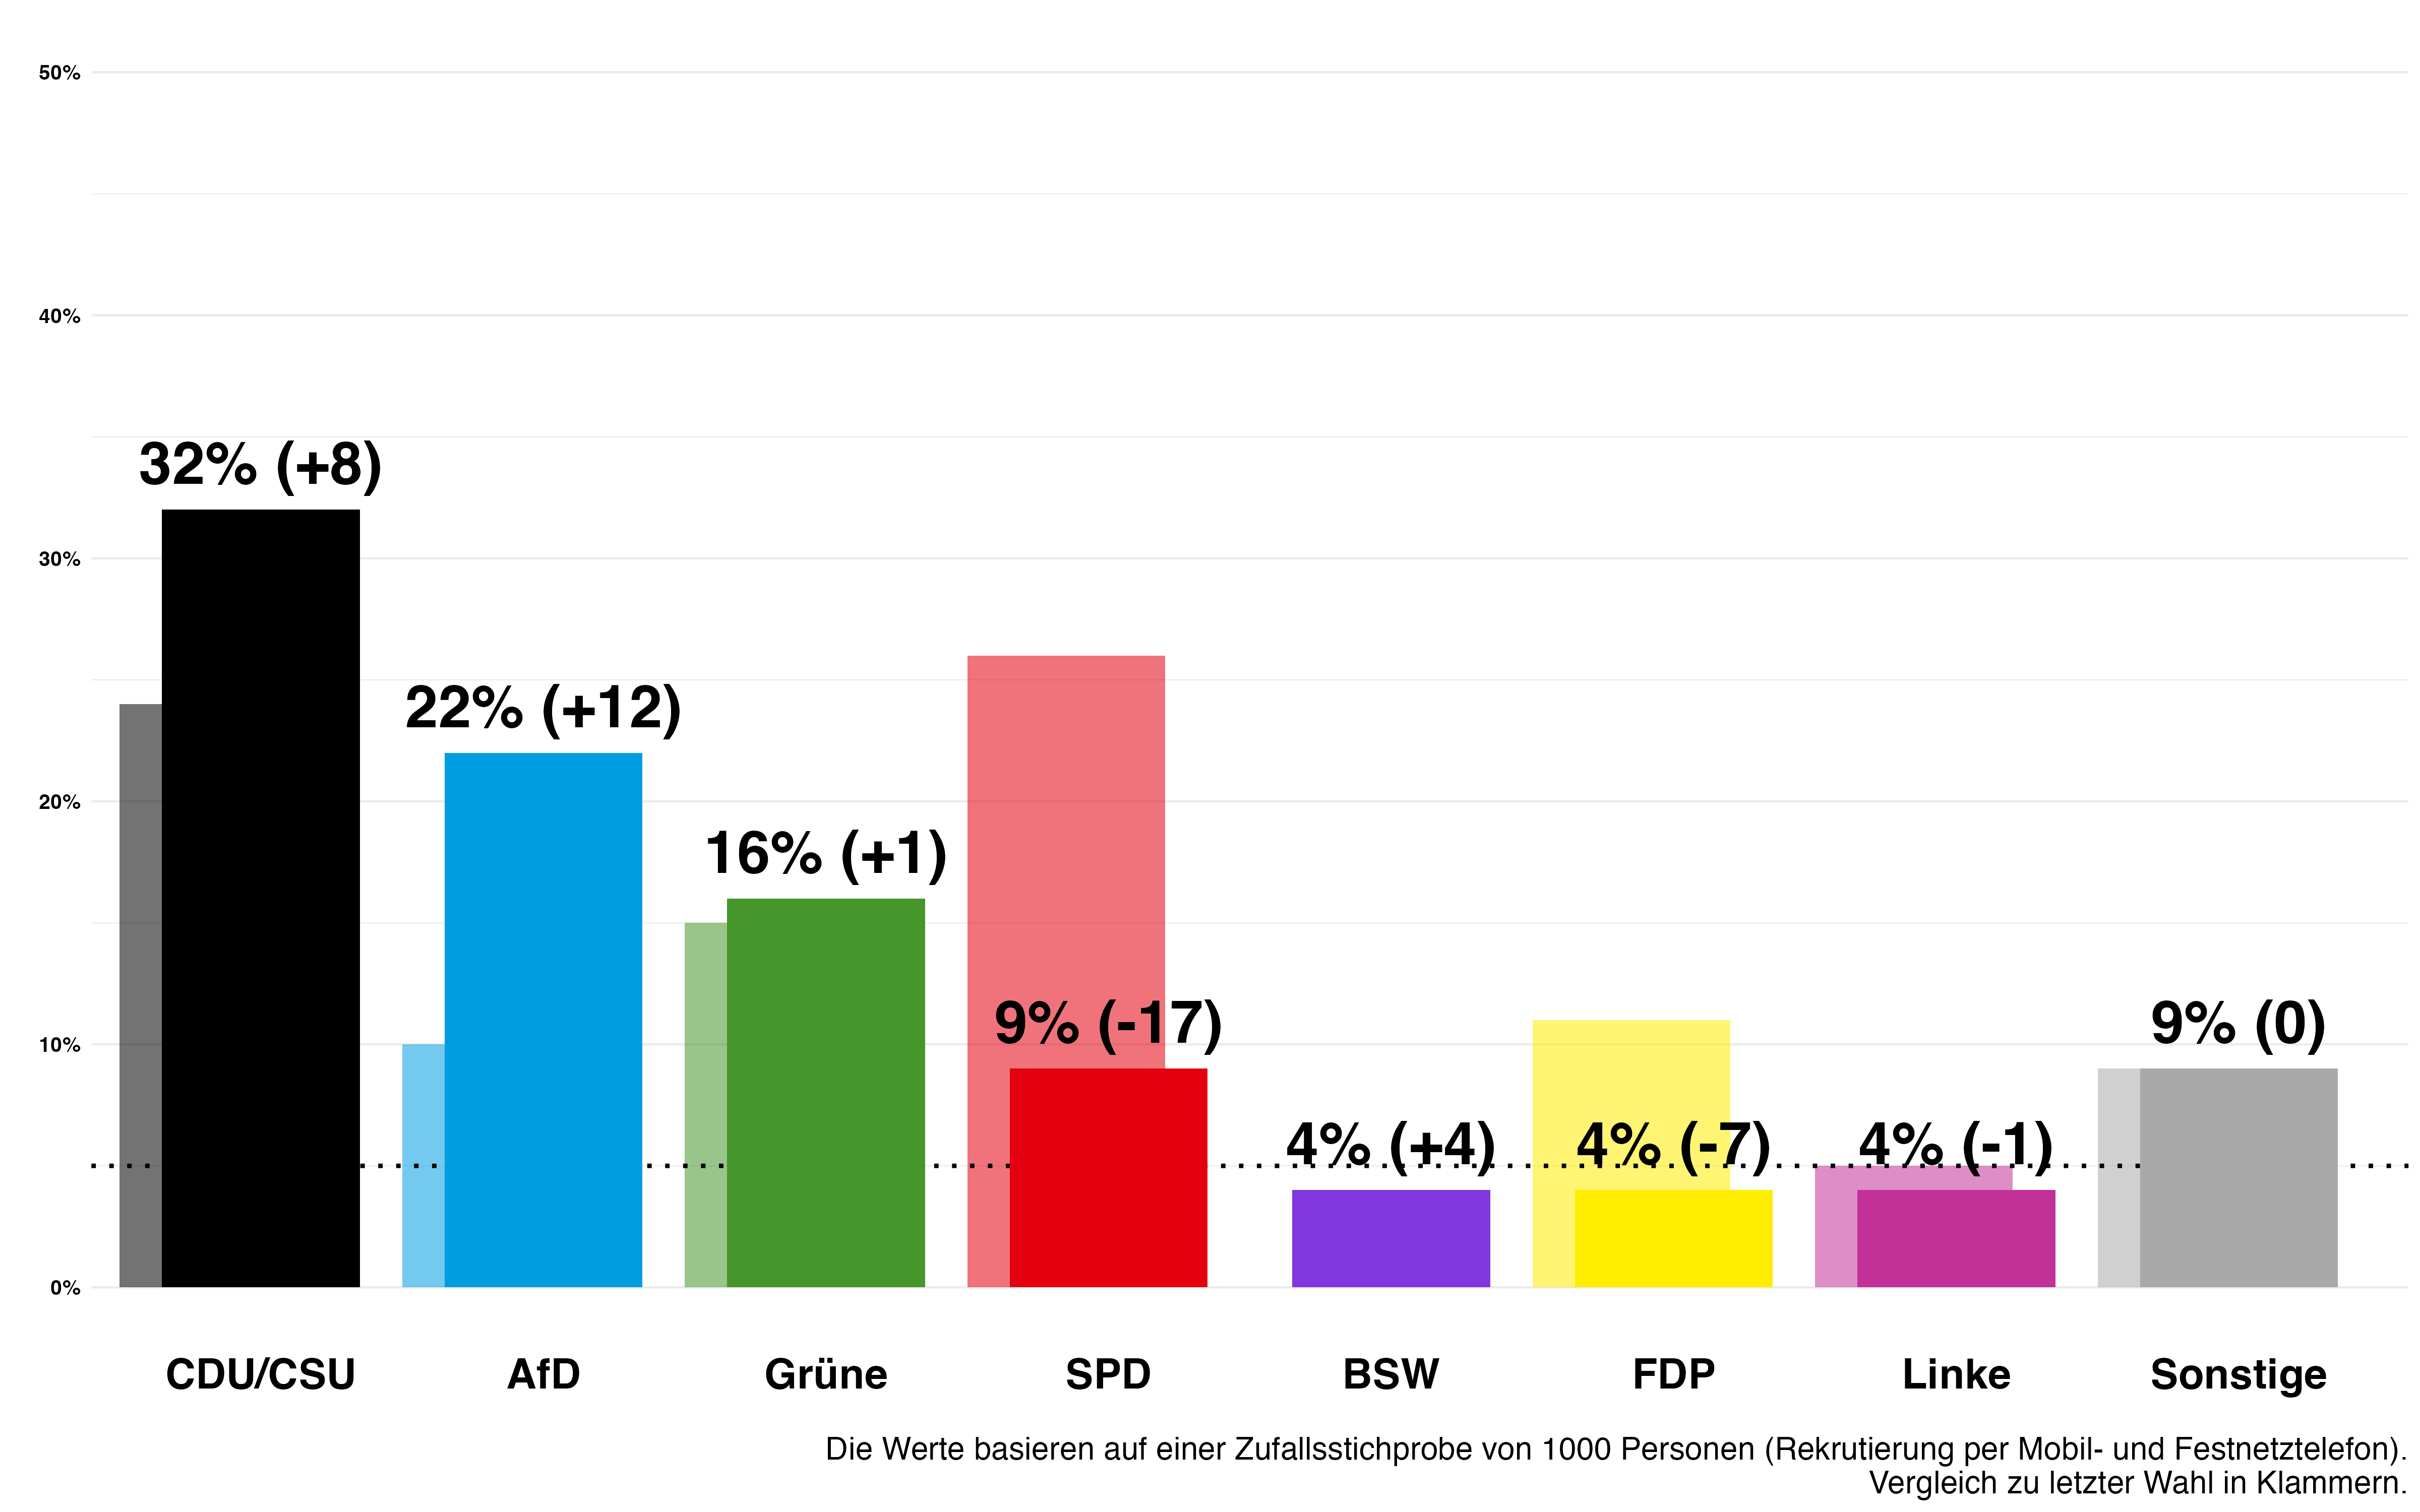 50%
40%
30%
20%
10%
0%
32% (+8)
22% (+12)
16% (+1)
9% (-17)
4% (+4)
4% (-7)
4% (-1)
9% (0)
CDU/CSU
AfD
Grüne
SPD
BSW
FDP
Linke
Sonstige
Die Werte basieren auf einer Zufallsstichprobe von 1000 Personen (Rekrutierung per Mobil- und Festnetztelefon).
Vergleich zu letzter Wahl in Klammern.